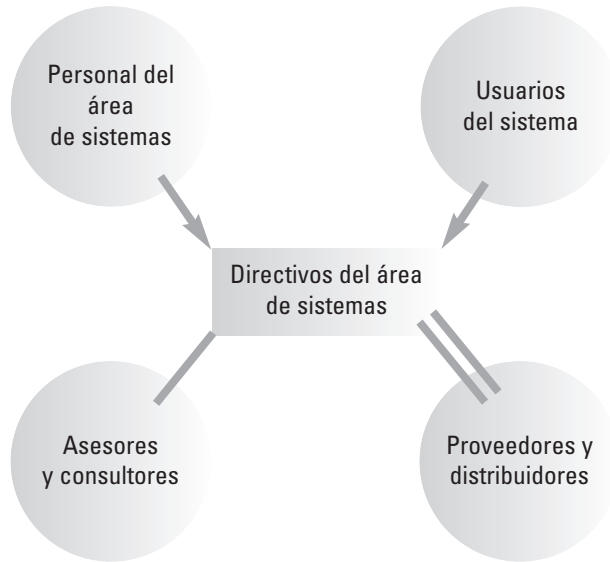 Personal del
área
de sistemas
Usuarios
del sistema
Directivos del área
de sistemas
Asesores
y consultores
Proveedores y
distribuidores